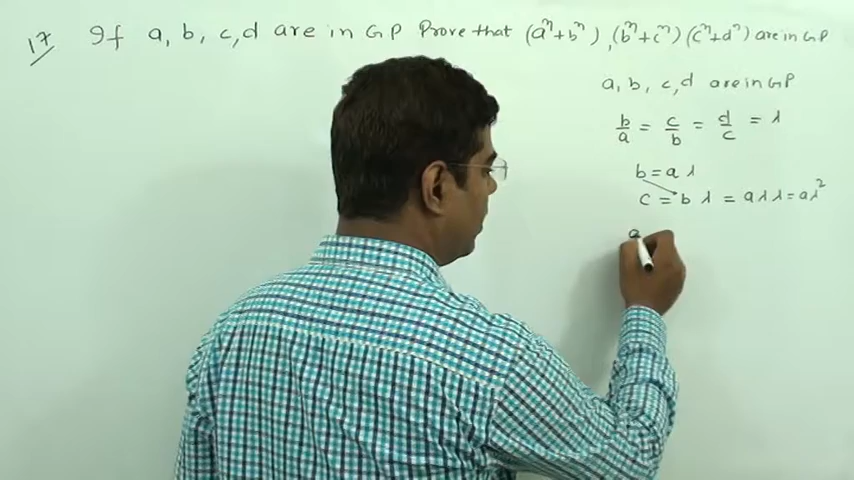 17 If a, b, c, d are in GP Prove that (aⁿ+bⁿ), (bⁿ+cⁿ) (cⁿ+dⁿ) are in GP
a, b, c, d are in GP
b/a = c/b = d/c = λ
b = a λ
c = b λ = a λ λ = a λ²